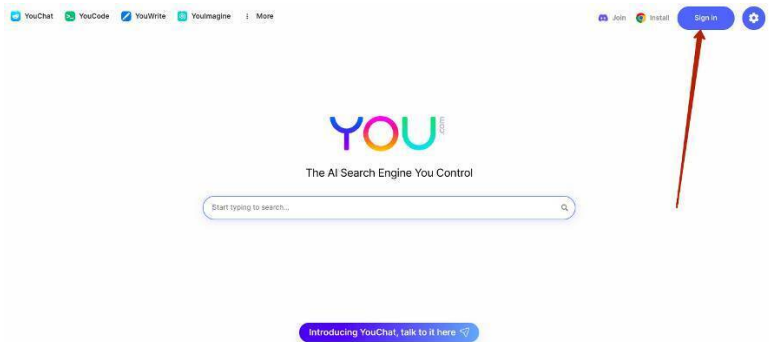 YouChat YouCode YouWrite YouImagine More Join Install Sign in
YOU.com
The AI Search Engine You Control
Start typing to search...
Introducing YouChat, talk to it here